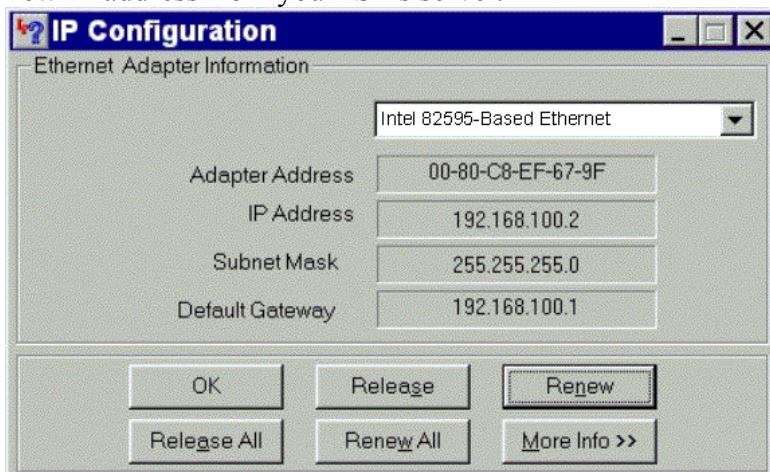 IP Configuration
Ethernet Adapter Information
Intel 82595-Based Ethernet
Adapter Address 00-80-C8-EF-67-9F
IP Address 192.168.100.2
Subnet Mask 255.255.255.0
Default Gateway 192.168.100.1
OK Release Renew
Release All Renew All More Info >>